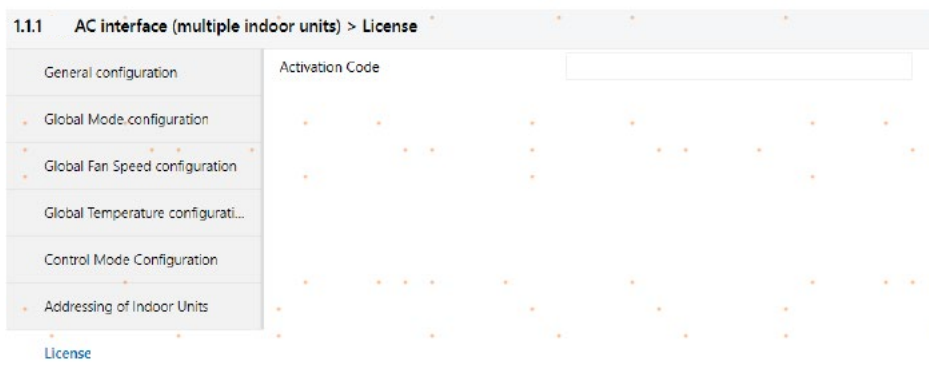 1.1.1 AC interface (multiple indoor units) > License
General configuration
Activation Code
Global Mode configuration
Global Fan Speed configuration
Global Temperature configurati...
Control Mode Configuration
Addressing of Indoor Units
License